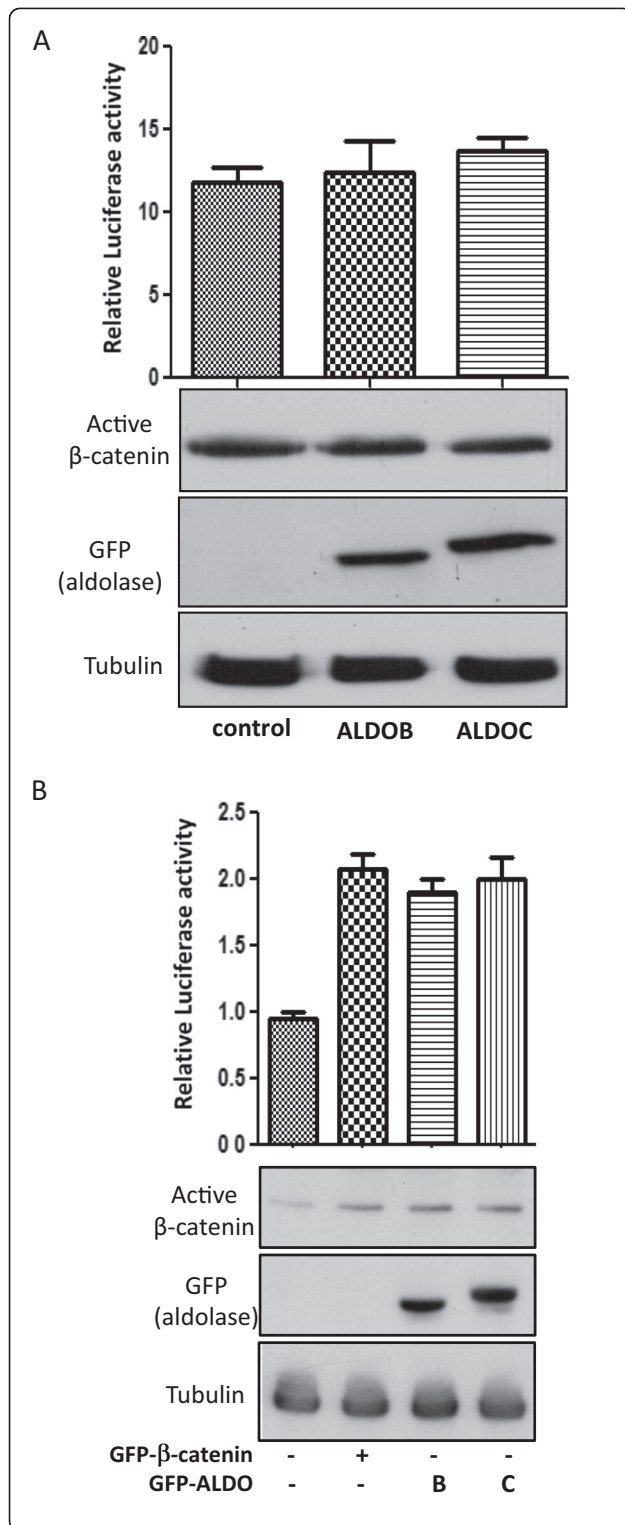 A
Relative Luciferase activity
20
15
10
5
0
Active
β-catenin
GFP
(aldolase)
Tubulin
control ALDOB ALDOC
B
Relative Luciferase activity
2.5
2.0
1.5
1.0
0.5
0 0
Active
β-catenin
GFP
(aldolase)
Tubulin
GFP-β-catenin - + - -
GFP-ALDO - - B C